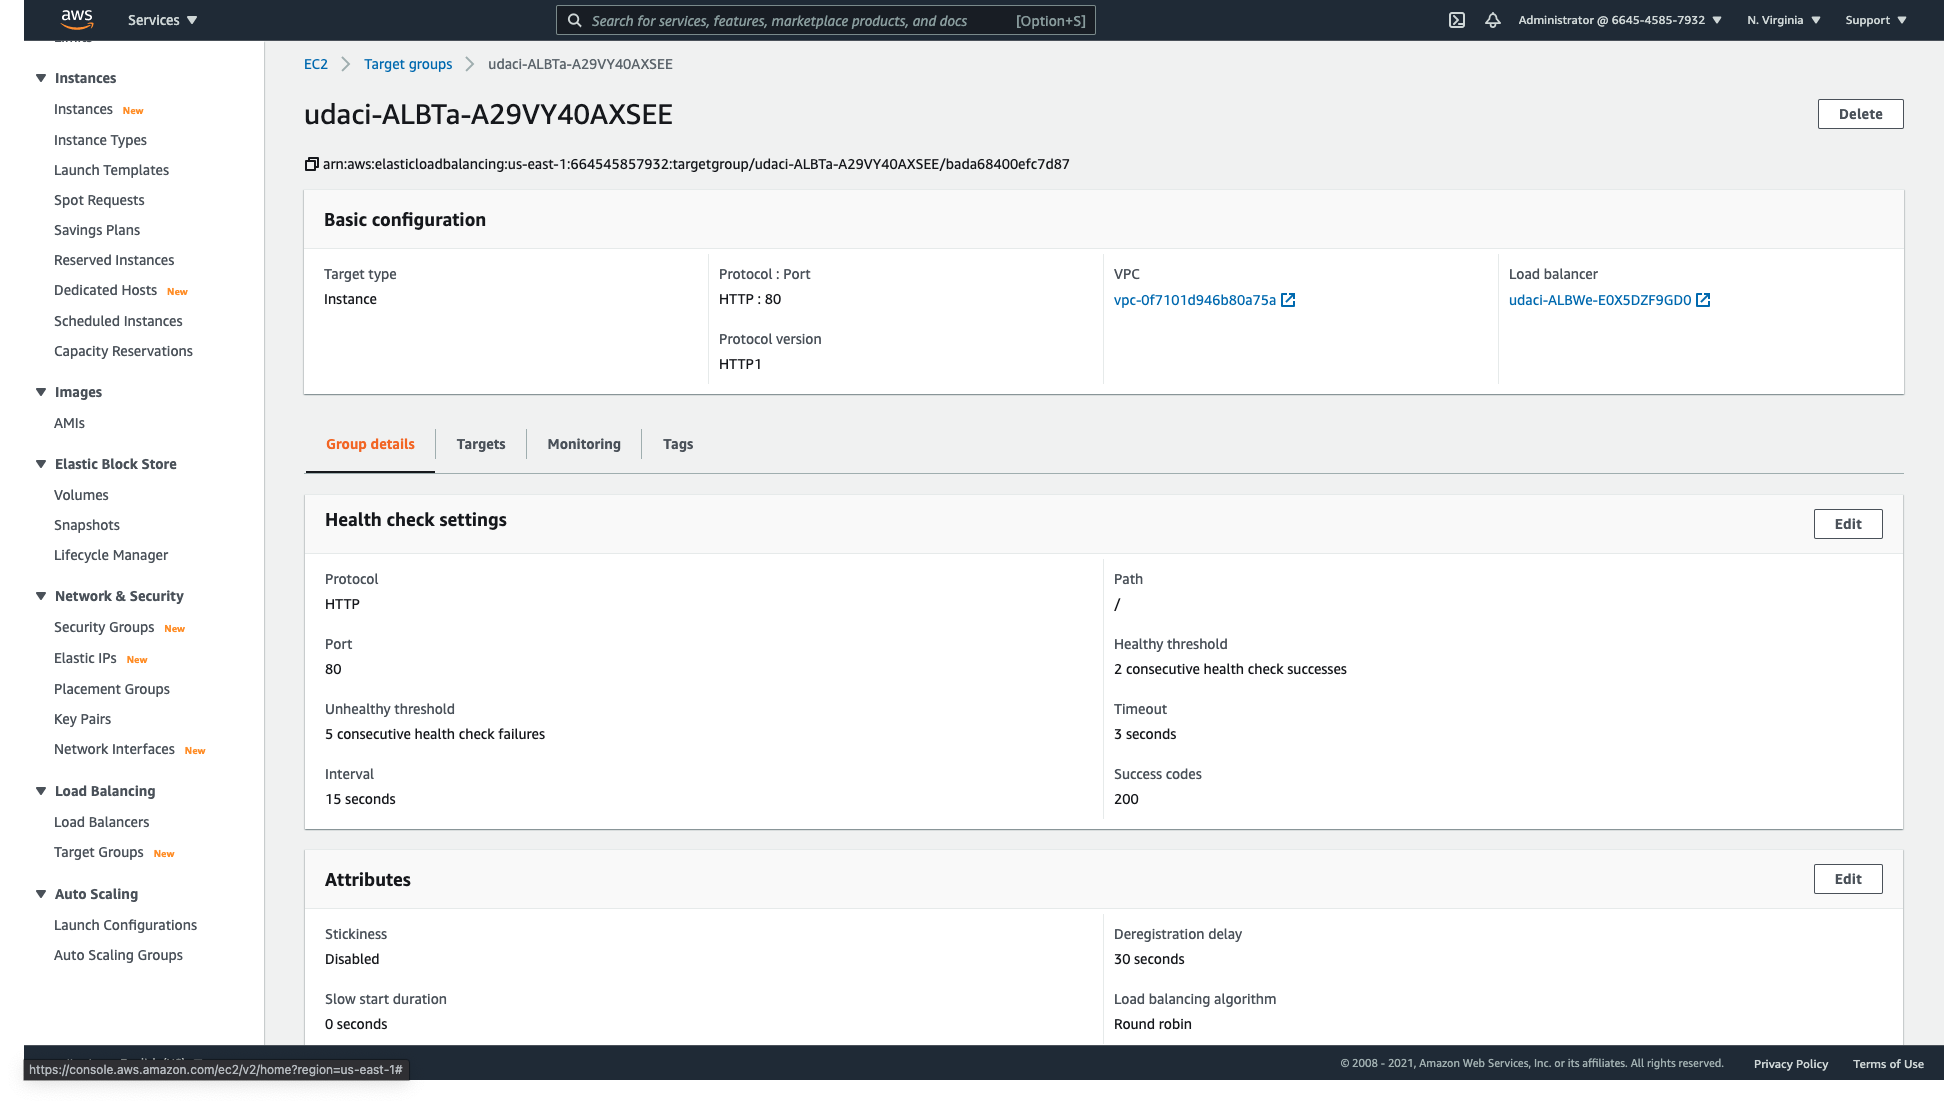 aws
Services
Search for services, features, marketplace products, and docs [Option+S]
Administrator @ 6645-4585-7932
N. Virginia
Support
Instances
Instances New
Instance Types
Launch Templates
Spot Requests
Savings Plans
Reserved Instances
Dedicated Hosts New
Scheduled Instances
Capacity Reservations
Images
AMIs
Elastic Block Store
Volumes
Snapshots
Lifecycle Manager
Network & Security
Security Groups New
Elastic IPs New
Placement Groups
Key Pairs
Network Interfaces New
Load Balancing
Load Balancers
Target Groups New
Auto Scaling
Launch Configurations
Auto Scaling Groups
EC2 Target groups udaci-ALBTa-A29VY40AXSEE
udaci-ALBTa-A29VY40AXSEE
Delete
arn:aws:elasticloadbalancing:us-east-1:664545857932:targetgroup/udaci-ALBTa-A29VY40AXSEE/bada68400efc7d87
Basic configuration
Target type
Instance
Protocol : Port
HTTP : 80
Protocol version
HTTP1
VPC
vpc-0f7101d946b80a75a
Load balancer
udaci-ALBWe-E0X5DZF9GD0
Group details
Targets
Monitoring
Tags
Health check settings
Edit
Protocol
HTTP
Path
/
Port
80
Healthy threshold
2 consecutive health check successes
Unhealthy threshold
5 consecutive health check failures
Timeout
3 seconds
Interval
15 seconds
Success codes
200
Attributes
Edit
Stickiness
Disabled
Deregistration delay
30 seconds
Slow start duration
0 seconds
Load balancing algorithm
Round robin
https://console.aws.amazon.com/ec2/v2/home?region=us-east-1#
© 2008 - 2021, Amazon Web Services, Inc. or its affiliates. All rights reserved.
Privacy Policy
Terms of Use